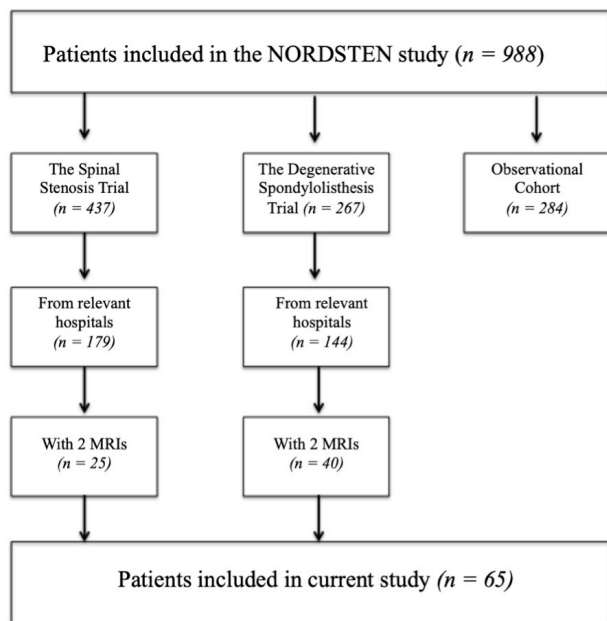 Patients included in the NORDSTEN study (n = 988)
The Spinal
Stenosis Trial
(n = 437)
The Degenerative
Spondylolisthesis
Trial (n = 267)
Observational
Cohort
(n = 284)
From relevant
hospitals
(n = 179)
From relevant
hospitals
(n = 144)
With 2 MRIs
(n = 25)
With 2 MRIs
(n = 40)
Patients included in current study (n = 65)